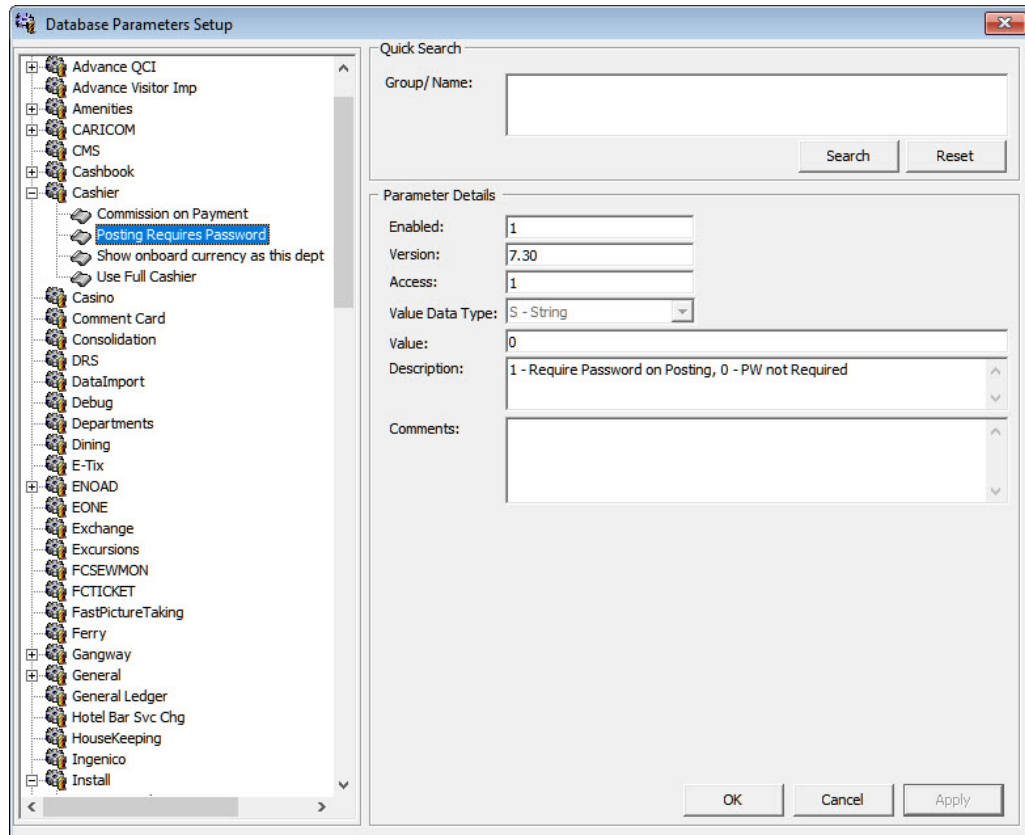 Database Parameters Setup
Advance QCI
Advance Visitor Imp
Amenities
CARICOM
CMS
Cashbook
Cashier
Commission on Payment
Posting Requires Password
Show onboard currency as this dept
Use Full Cashier
Casino
Comment Card
Consolidation
DRS
DataImport
Debug
Departments
Dining
E-Tix
ENOAD
EONE
Exchange
Excursions
FCSEWMON
FCTICKET
FastPictureTaking
Ferry
Gangway
General
General Ledger
Hotel Bar Svc Chg
HouseKeeping
Ingenico
Install
Quick Search
Group/Name:
Search Reset
Parameter Details
Enabled: 1
Version: 7.30
Access: 1
Value Data Type: S - String
Value: 0
Description: 1 - Require Password on Posting, 0 - PW not Required
Comments:
OK Cancel Apply